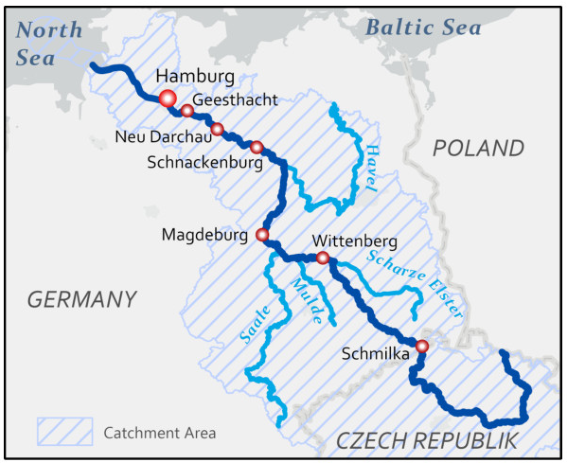 North
Sea
Baltic Sea
Hamburg
Geesthacht
Neu Darchau
Schnackenburg
Havel
POLAND
Magdeburg
Wittenberg
Scharze Elster
GERMANY
Saale
Mulde
Schmilka
Catchment Area
CZECH REPUBLIK